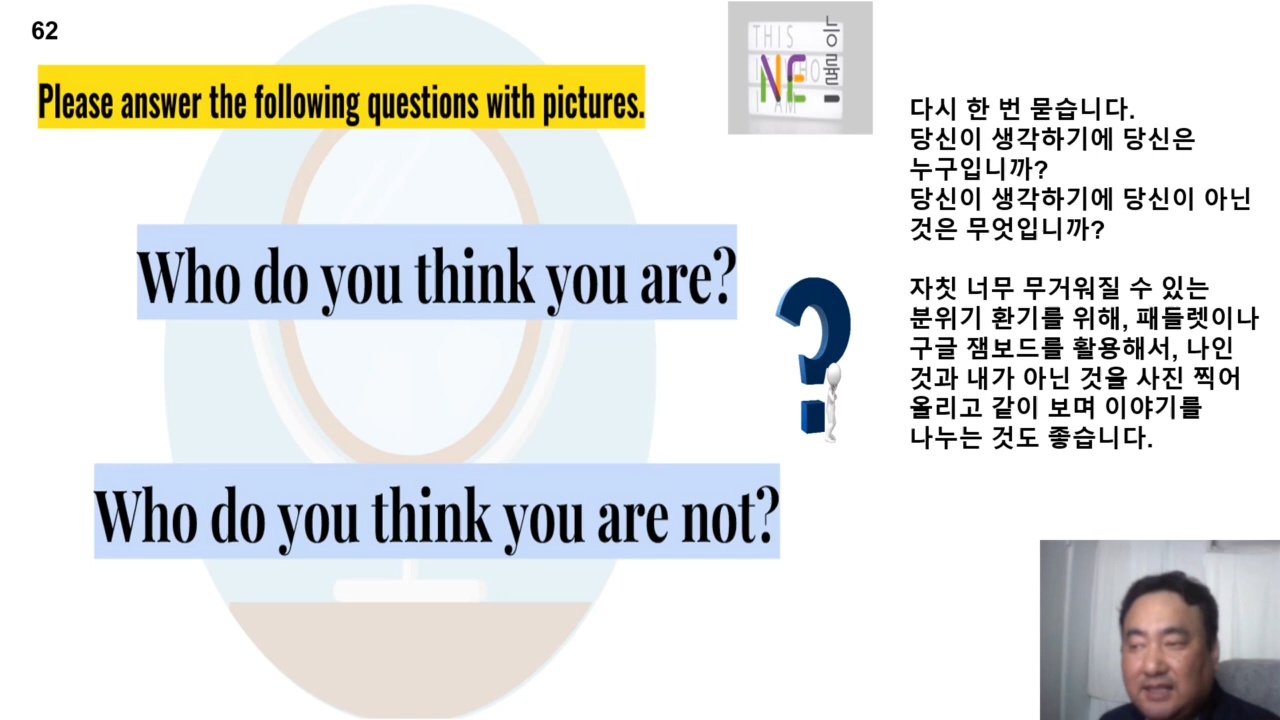 62
Please answer the following questions with pictures.
THIS
NE
능률
AM
Who do you think you are?
Who do you think you are not?
다시 한 번 묻습니다.
당신이 생각하기에 당신은
누구입니까?
당신이 생각하기에 당신이 아닌
것은 무엇입니까?
자칫 너무 무거워질 수 있는
분위기 환기를 위해, 패들렛이나
구글 잼보드를 활용해서, 나인
것과 내가 아닌 것을 사진 찍어
올리고 같이 보며 이야기를
나누는 것도 좋습니다.